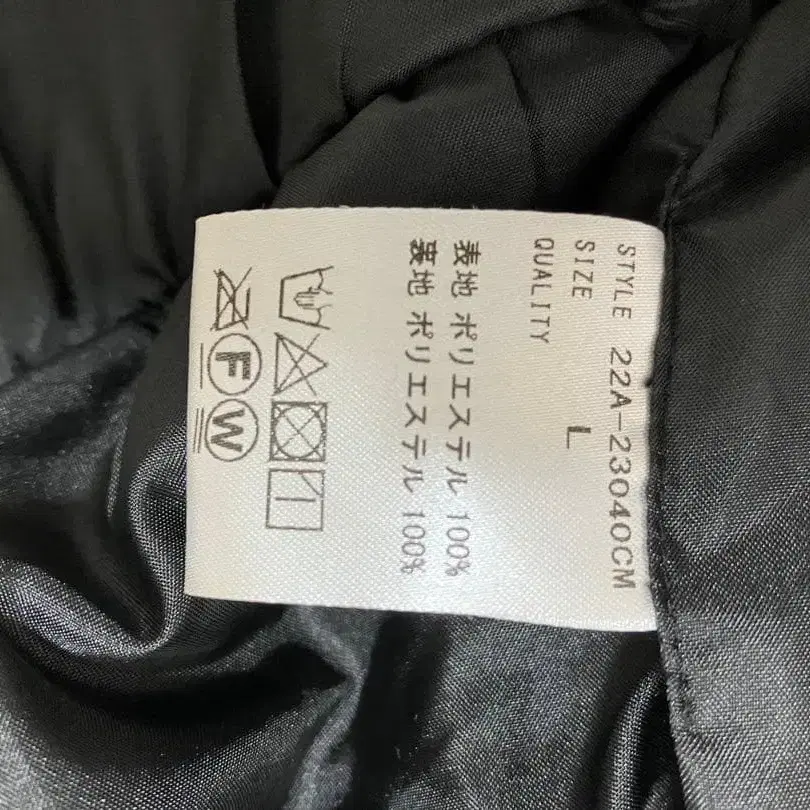 STYLE 22A-23040CM
SIZE L
QUALITY
表地 ポリエステル 100%
裏地 ポリエステル 100%
F W